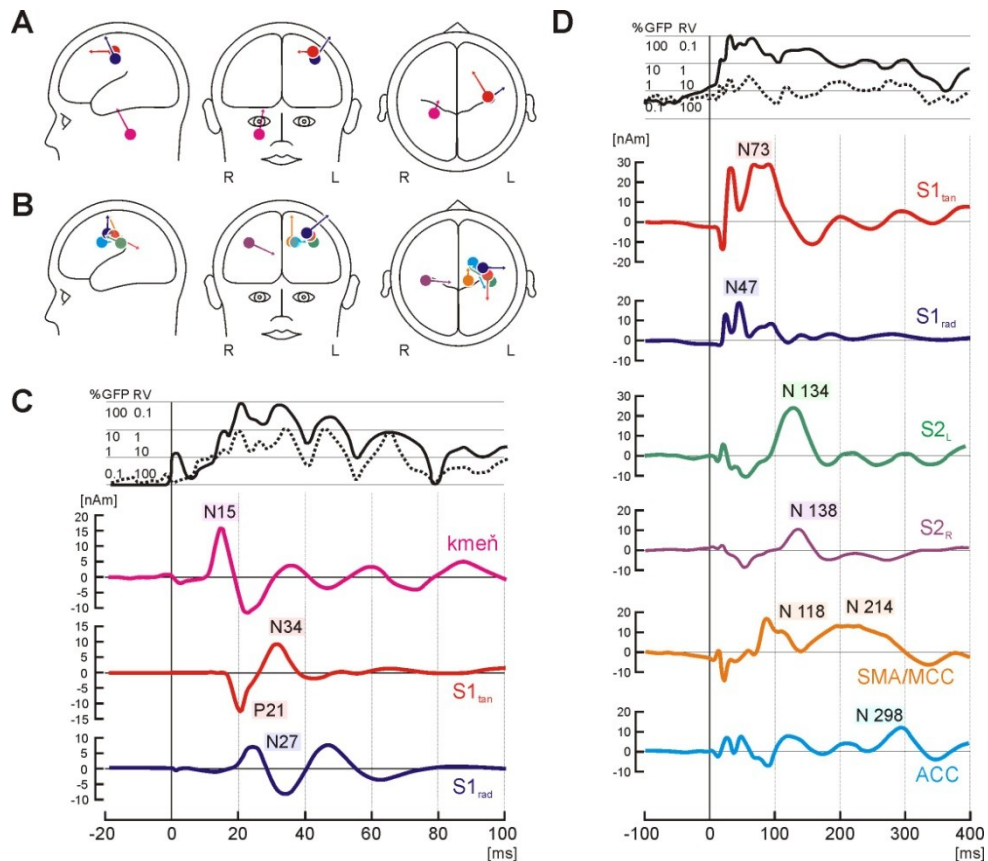 A
R L R L
B
R L R L
C
%GFP RV
100 0.1
10 1
1 10
0.1 100
[nAm]
20
15
10
5
0
-5
-10
N15
kmeň
10
5
0
-5
-10
-15
N34
P21
S1tan
10
5
0
-5
-10
N27
S1rad
-20 0 20 40 60 80 100
[ms]
D
%GFP RV
100 0.1
10 1
1 10
0.1 100
[nAm]
30
20
10
0
-10
-20
N73
S1tan
20
10
0
-10
N47
S1rad
30
20
10
0
-10
N 134
S2L
20
10
0
-10
N 138
S2R
20
10
0
-10
N 118 N 214
SMA/MCC
20
10
0
-10
N 298
ACC
-100 0 100 200 300 400
[ms]